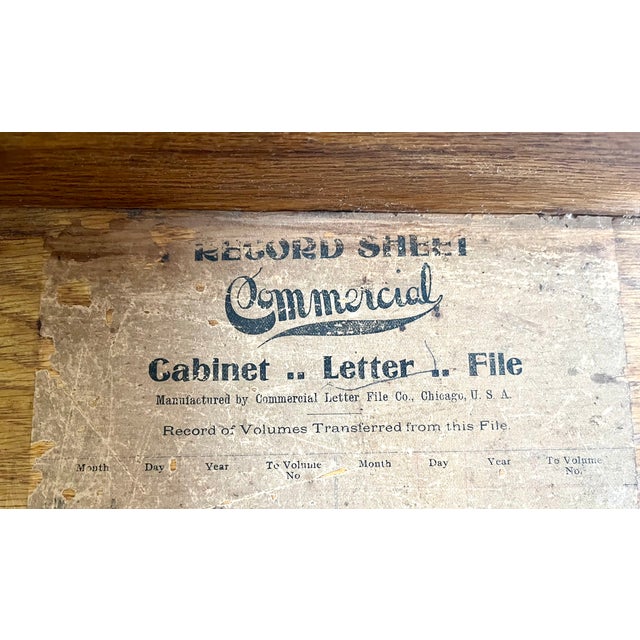 RECORD SHEET
Commercial
Cabinet .. Letter .. File
Manufactured by Commercial Letter File Co., Chicago, U. S. A.
Record of Volumes Transferred from this File.
Month Day Year To Volume No Month Day Year To Volume No.